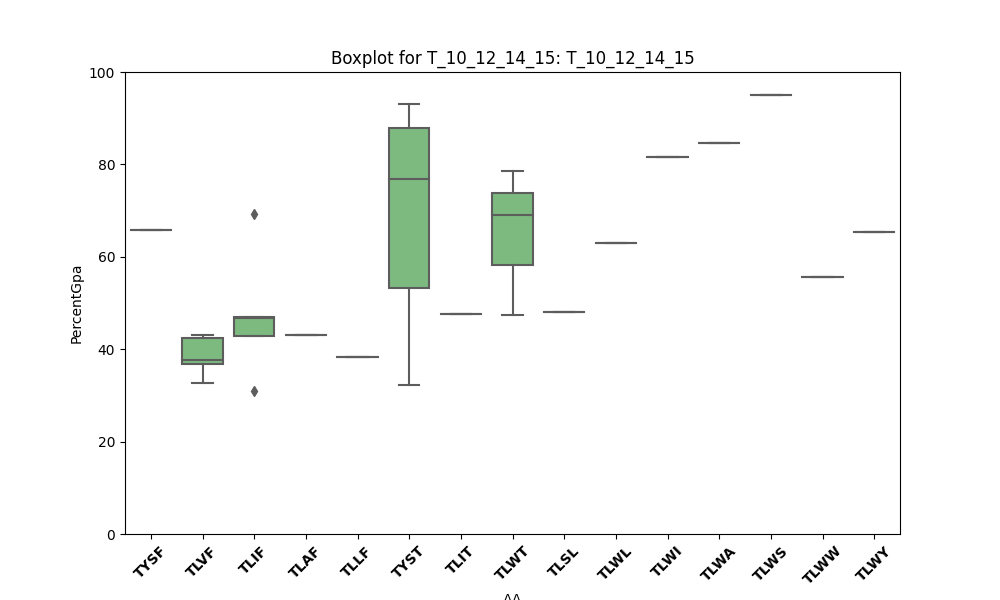 Boxplot for T_10_12_14_15: T_10_12_14_15
PercentGpa
100
80
60
40
20
0
TYSF
TLVF
TLIF
TLAF
TLLF
TYST
TLIT
TLWT
TLSL
TLWL
TLWI
TLWA
TLWS
TLWW
TLWY
AA